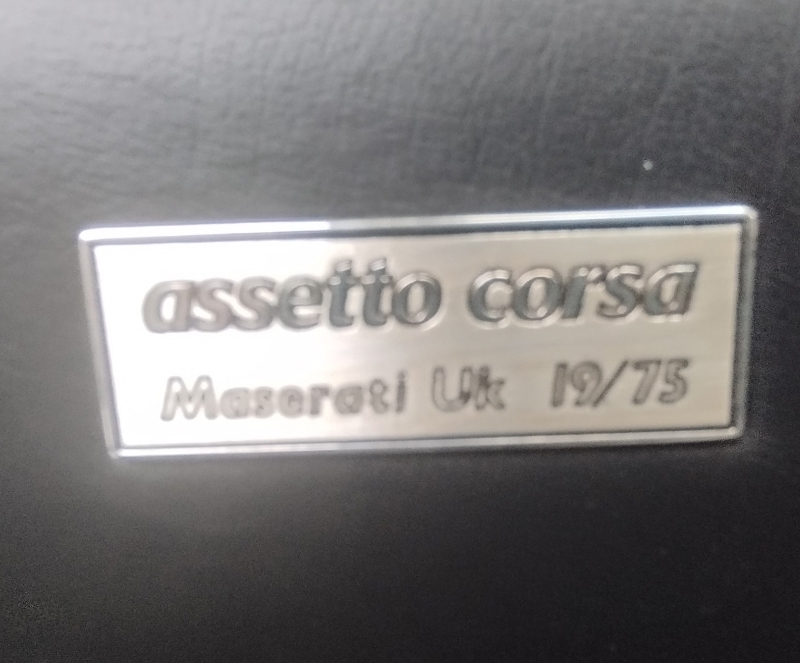 assetto corsa
Maserati Uk 19/75